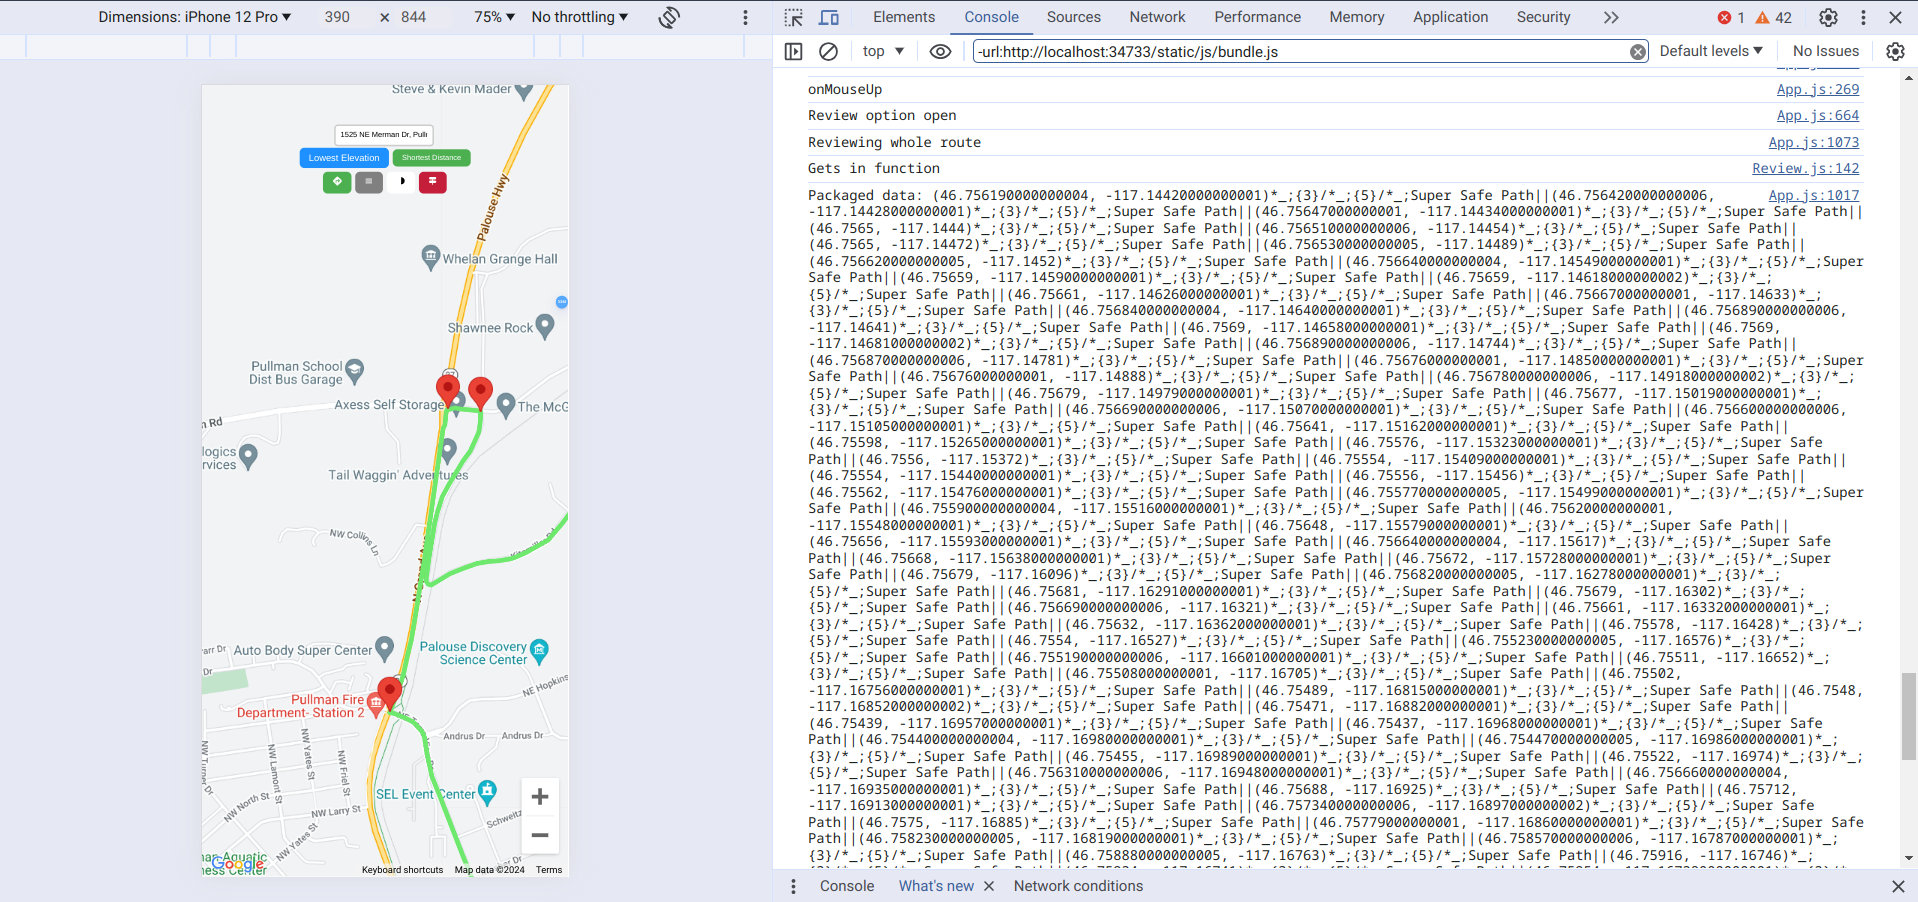 Dimensions: iPhone 12 Pro ▼ 390 × 844 75% ▼ No throttling ▼
Steve & Kevin Mader
1525 NE Merman Dr, Pull
Lowest Elevation Shortest Distance
Palouse Hwy
Whelan Grange Hall
Shawnee Rock
Pullman School
Dist Bus Garage
Axess Self Storage
The McG
n Rd
logics
rvices
Tail Waggin' Adventures
NW Collins Ln
Auto Body Super Center
Palouse Discovery
Science Center
arr Dr
Dr
NE Hopkins
Pullman Fire
Department- Station 2
Andrus Dr Andrus Dr
NW Yates St
NW Lamont St
NW Friel St
SEL Event Center
NW North St
NW Larry St
NW Yates St
Schweitz
Google
Keyboard shortcuts Map data ©2024 Terms
Elements Console Sources Network Performance Memory Application Security 1 42
top ▼ -url:http://localhost:34733/static/js/bundle.js Default levels ▼ No Issues
onMouseUp App.js:269
Review option open App.js:664
Reviewing whole route App.js:1073
Gets in function Review.js:142
Packaged data: (46.756190000000004, -117.14420000000001)*_;{3}/*_;{5}/*_;Super Safe Path||(46.756420000000006, App.js:1017
-117.14428000000001)*_;{3}/*_;{5}/*_;Super Safe Path||(46.75647000000001, -117.14434000000001)*_;{3}/*_;{5}/*_;Super Safe Path||
(46.7565, -117.1444)*_;{3}/*_;{5}/*_;Super Safe Path||(46.756510000000006, -117.14454)*_;{3}/*_;{5}/*_;Super Safe Path||
(46.7565, -117.14472)*_;{3}/*_;{5}/*_;Super Safe Path||(46.756530000000005, -117.14489)*_;{3}/*_;{5}/*_;Super Safe Path||
(46.756620000000005, -117.1452)*_;{3}/*_;{5}/*_;Super Safe Path||(46.756640000000004, -117.14549000000001)*_;{3}/*_;{5}/*_;Super
Safe Path||(46.75659, -117.14590000000001)*_;{3}/*_;{5}/*_;Super Safe Path||(46.75659, -117.14618000000002)*_;{3}/*_;
{5}/*_;Super Safe Path||(46.75661, -117.14626000000001)*_;{3}/*_;{5}/*_;Super Safe Path||(46.75667000000001, -117.14633)*_;
{3}/*_;{5}/*_;Super Safe Path||(46.756840000000004, -117.14640000000001)*_;{3}/*_;{5}/*_;Super Safe Path||(46.756890000000006,
-117.14641)*_;{3}/*_;{5}/*_;Super Safe Path||(46.7569, -117.14658000000001)*_;{3}/*_;{5}/*_;Super Safe Path||(46.7569,
-117.14681000000002)*_;{3}/*_;{5}/*_;Super Safe Path||(46.756890000000006, -117.14744)*_;{3}/*_;{5}/*_;Super Safe Path||
(46.756870000000006, -117.14781)*_;{3}/*_;{5}/*_;Super Safe Path||(46.75676000000001, -117.14850000000001)*_;{3}/*_;{5}/*_;Super
Safe Path||(46.75676000000001, -117.14888)*_;{3}/*_;{5}/*_;Super Safe Path||(46.756780000000006, -117.14918000000002)*_;{3}/*_;
{5}/*_;Super Safe Path||(46.75679, -117.14979000000001)*_;{3}/*_;{5}/*_;Super Safe Path||(46.75677, -117.15019000000001)*_;
{3}/*_;{5}/*_;Super Safe Path||(46.756690000000006, -117.15070000000001)*_;{3}/*_;{5}/*_;Super Safe Path||(46.756600000000006,
-117.15105000000001)*_;{3}/*_;{5}/*_;Super Safe Path||(46.75641, -117.15162000000001)*_;{3}/*_;{5}/*_;Super Safe Path||
(46.75598, -117.15265000000001)*_;{3}/*_;{5}/*_;Super Safe Path||(46.75576, -117.15323000000001)*_;{3}/*_;{5}/*_;Super Safe
Path||(46.7556, -117.15372)*_;{3}/*_;{5}/*_;Super Safe Path||(46.75554, -117.15409000000001)*_;{3}/*_;{5}/*_;Super Safe Path||
(46.75554, -117.15440000000001)*_;{3}/*_;{5}/*_;Super Safe Path||(46.75556, -117.15456)*_;{3}/*_;{5}/*_;Super Safe Path||
(46.75562, -117.15476000000001)*_;{3}/*_;{5}/*_;Super Safe Path||(46.755770000000005, -117.15499000000001)*_;{3}/*_;{5}/*_;Super
Safe Path||(46.755900000000004, -117.15516000000001)*_;{3}/*_;{5}/*_;Super Safe Path||(46.75620000000001,
-117.15548000000001)*_;{3}/*_;{5}/*_;Super Safe Path||(46.75648, -117.15579000000001)*_;{3}/*_;{5}/*_;Super Safe Path||
(46.75656, -117.15593000000001)*_;{3}/*_;{5}/*_;Super Safe Path||(46.756640000000004, -117.15617)*_;{3}/*_;{5}/*_;Super Safe
Path||(46.75668, -117.15638000000001)*_;{3}/*_;{5}/*_;Super Safe Path||(46.75672, -117.15728000000001)*_;{3}/*_;{5}/*_;Super
Safe Path||(46.75679, -117.16096)*_;{3}/*_;{5}/*_;Super Safe Path||(46.756820000000005, -117.16278000000001)*_;{3}/*_;
{5}/*_;Super Safe Path||(46.75681, -117.16291000000001)*_;{3}/*_;{5}/*_;Super Safe Path||(46.75679, -117.16302)*_;{3}/*_;
{5}/*_;Super Safe Path||(46.756690000000006, -117.16321)*_;{3}/*_;{5}/*_;Super Safe Path||(46.75661, -117.16332000000001)*_;
{3}/*_;{5}/*_;Super Safe Path||(46.75632, -117.16362000000001)*_;{3}/*_;{5}/*_;Super Safe Path||(46.75578, -117.16428)*_;{3}/*_;
{5}/*_;Super Safe Path||(46.7554, -117.16527)*_;{3}/*_;{5}/*_;Super Safe Path||(46.755230000000005, -117.16576)*_;{3}/*_;
{5}/*_;Super Safe Path||(46.755190000000006, -117.16601000000001)*_;{3}/*_;{5}/*_;Super Safe Path||(46.75511, -117.16652)*_;
{3}/*_;{5}/*_;Super Safe Path||(46.75508000000001, -117.16705)*_;{3}/*_;{5}/*_;Super Safe Path||(46.75502,
-117.16756000000001)*_;{3}/*_;{5}/*_;Super Safe Path||(46.75489, -117.16815000000001)*_;{3}/*_;{5}/*_;Super Safe Path||(46.7548,
-117.16852000000002)*_;{3}/*_;{5}/*_;Super Safe Path||(46.75471, -117.16882000000001)*_;{3}/*_;{5}/*_;Super Safe Path||
(46.75439, -117.16957000000001)*_;{3}/*_;{5}/*_;Super Safe Path||(46.75437, -117.16968000000001)*_;{3}/*_;{5}/*_;Super Safe
Path||(46.754400000000004, -117.16980000000001)*_;{3}/*_;{5}/*_;Super Safe Path||(46.754470000000005, -117.16986000000001)*_;
{3}/*_;{5}/*_;Super Safe Path||(46.75455, -117.16989000000001)*_;{3}/*_;{5}/*_;Super Safe Path||(46.75522, -117.16974)*_;{3}/*_;
{5}/*_;Super Safe Path||(46.756310000000006, -117.16948000000001)*_;{3}/*_;{5}/*_;Super Safe Path||(46.756660000000004,
-117.16935000000001)*_;{3}/*_;{5}/*_;Super Safe Path||(46.75688, -117.16925)*_;{3}/*_;{5}/*_;Super Safe Path||(46.75712,
-117.16913000000001)*_;{3}/*_;{5}/*_;Super Safe Path||(46.757340000000006, -117.16897000000002)*_;{3}/*_;{5}/*_;Super Safe
Path||(46.7575, -117.16885)*_;{3}/*_;{5}/*_;Super Safe Path||(46.75779000000001, -117.16860000000001)*_;{3}/*_;{5}/*_;Super Safe
Path||(46.758230000000005, -117.16819000000001)*_;{3}/*_;{5}/*_;Super Safe Path||(46.758570000000006, -117.16787000000001)*_;
{3}/*_;{5}/*_;Super Safe Path||(46.758880000000005, -117.16763)*_;{3}/*_;{5}/*_;Super Safe Path||(46.75916, -117.16746)*_;
Console What's new Network conditions